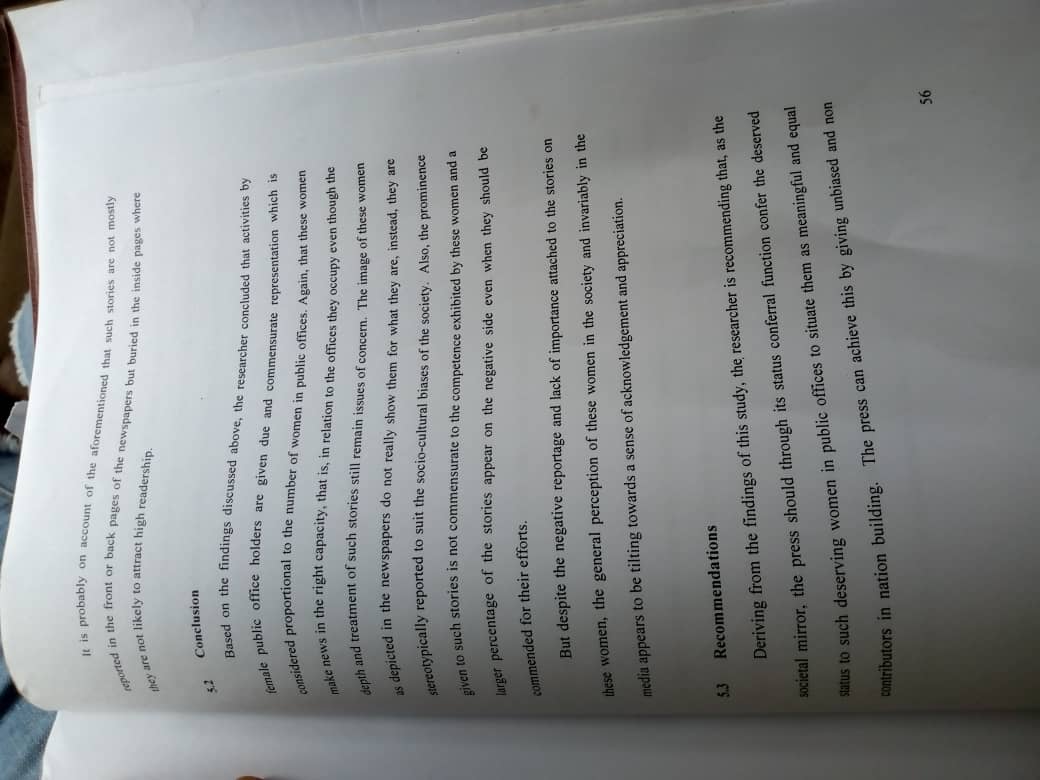 It is probably on account of the aforementioned that such stories are not mostly
reported in the front or back pages of the newspapers but buried in the inside pages where
they are not likely to attract high readership.
5.2 Conclusion
Based on the findings discussed above, the researcher concluded that activities by
female public office holders are given due and commensurate representation which is
considered proportional to the number of women in public offices. Again, that these women
make news in the right capacity, that is, in relation to the offices they occupy even though the
depth and treatment of such stories still remain issues of concern. The image of these women
as depicted in the newspapers do not really show them for what they are, instead, they are
stereotypically reported to suit the socio-cultural biases of the society. Also, the prominence
given to such stories is not commensurate to the competence exhibited by these women and a
larger percentage of the stories appear on the negative side even when they should be
commended for their efforts.
But despite the negative reportage and lack of importance attached to the stories on
these women, the general perception of these women in the society and invariably in the
media appears to be tilting towards a sense of acknowledgement and appreciation.
5.3 Recommendations
Deriving from the findings of this study, the researcher is recommending that, as the
societal mirror, the press should through its status conferral function confer the deserved
status to such deserving women in public offices to situate them as meaningful and equal
contributors in nation building. The press can achieve this by giving unbiased and non
56